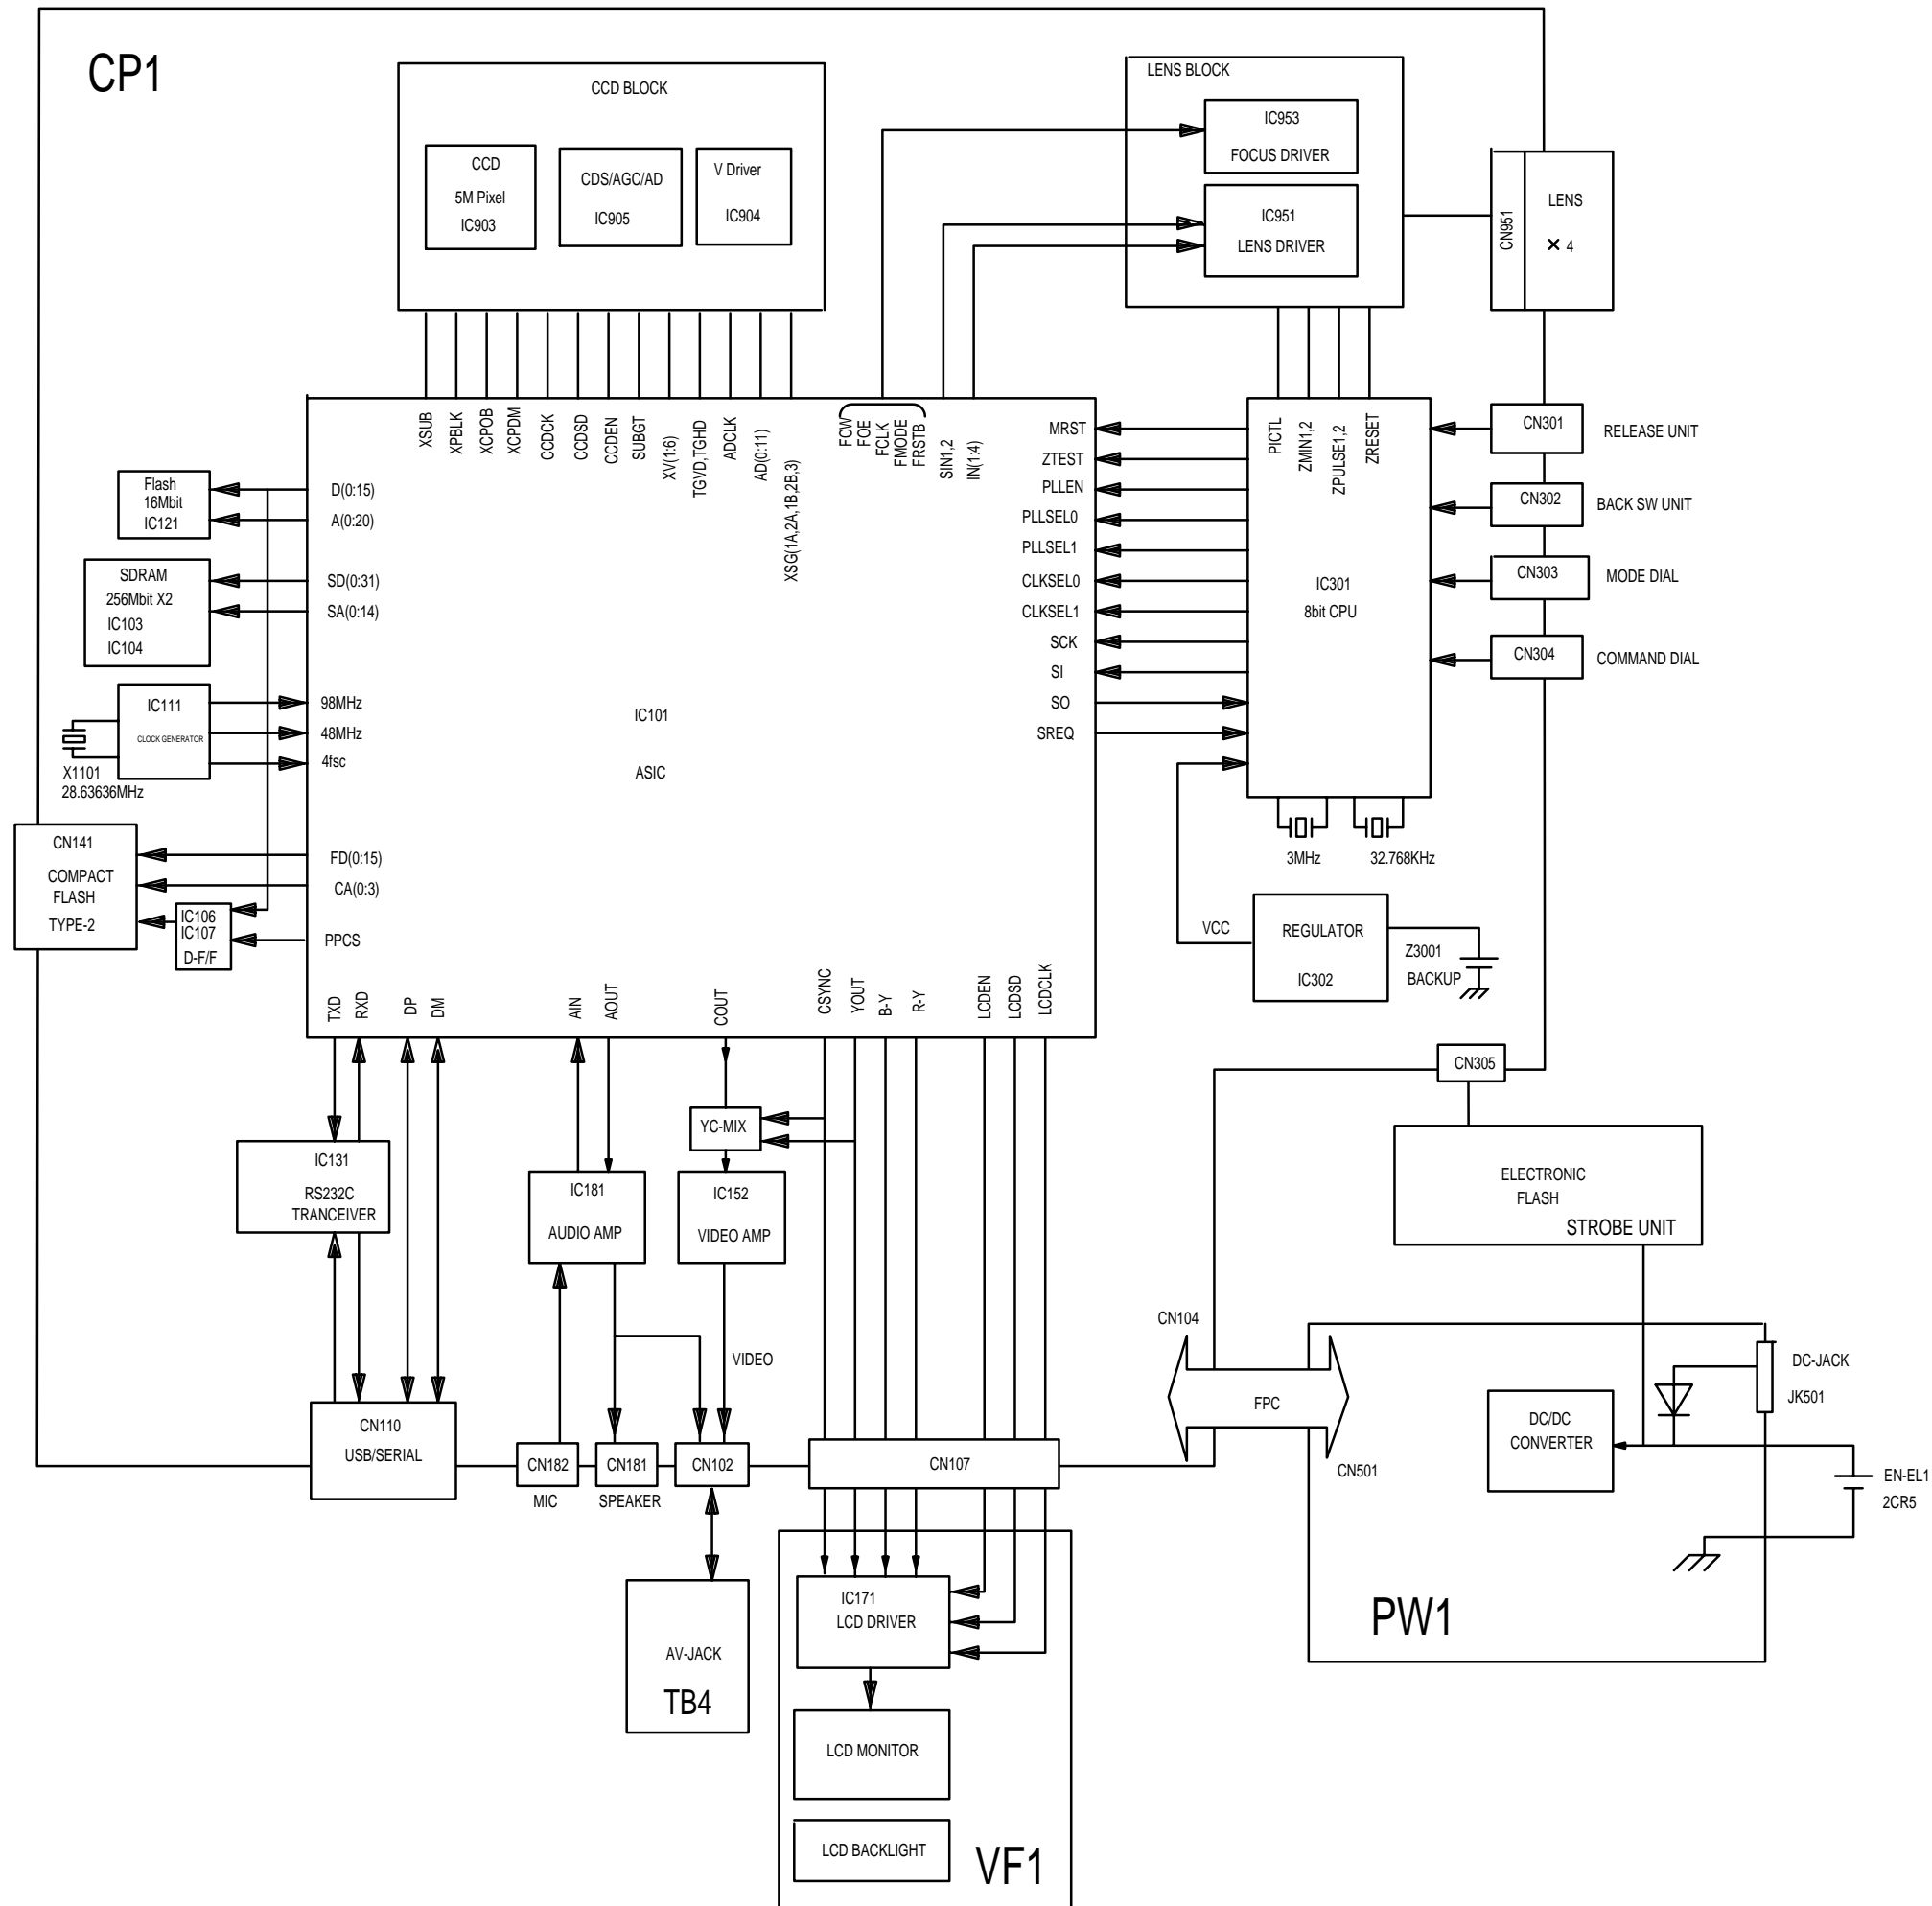 CP1
CCD BLOCK
CCD
5M Pixel
IC903
CDS/AGC/AD
IC905
V Driver
IC904
LENS BLOCK
IC953
FOCUS DRIVER
IC951
LENS DRIVER
CN951
LENS
× 4
XSUB
XPBLK
XCPOB
XCPDM
CCDCK
CCDSD
CCDEN
SUBGT
XV(1:6)
TGVD,TGHD
ADCLK
AD(0:11)
XSG(1A,2A,1B,2B,3)
FCW
FOE
FCLK
FMODE
FRSTB
SIN1,2
IN(1:4)
MRST
ZTEST
PLLEN
PLLSEL0
PLLSEL1
CLKSEL0
CLKSEL1
SCK
SI
SO
SREQ
PICTL
ZMIN1,2
ZPULSE1,2
ZRESET
IC301
8bit CPU
CN301
RELEASE UNIT
CN302
BACK SW UNIT
CN303
MODE DIAL
CN304
COMMAND DIAL
Flash
16Mbit
IC121
D(0:15)
A(0:20)
SDRAM
256Mbit X2
IC103
IC104
SD(0:31)
SA(0:14)
IC111
CLOCK GENERATOR
98MHz
48MHz
4fsc
X1101
28.63636MHz
IC101
ASIC
CN141
COMPACT
FLASH
TYPE-2
FD(0:15)
CA(0:3)
IC106
IC107
D-F/F
PPCS
3MHz
32.768KHz
VCC
REGULATOR
IC302
Z3001
BACKUP
TXD
RXD
DP
DM
AIN
AOUT
COUT
CSYNC
YOUT
B-Y
R-Y
LCDEN
LCDSD
LCDCLK
CN305
YC-MIX
IC131
RS232C
TRANCEIVER
IC181
AUDIO AMP
IC152
VIDEO AMP
ELECTRONIC
FLASH
STROBE UNIT
VIDEO
CN104
FPC
CN501
DC-JACK
JK501
DC/DC
CONVERTER
EN-EL1
2CR5
PW1
CN110
USB/SERIAL
CN182
MIC
CN181
SPEAKER
CN102
CN107
AV-JACK
TB4
IC171
LCD DRIVER
LCD MONITOR
LCD BACKLIGHT
VF1